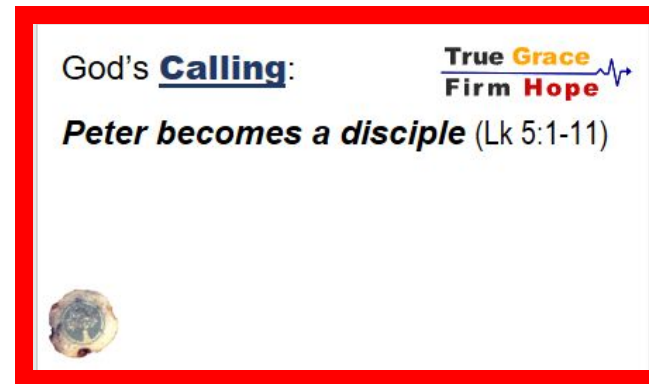 God's Calling:
True Grace
Firm Hope
Peter becomes a disciple (Lk 5:1-11)